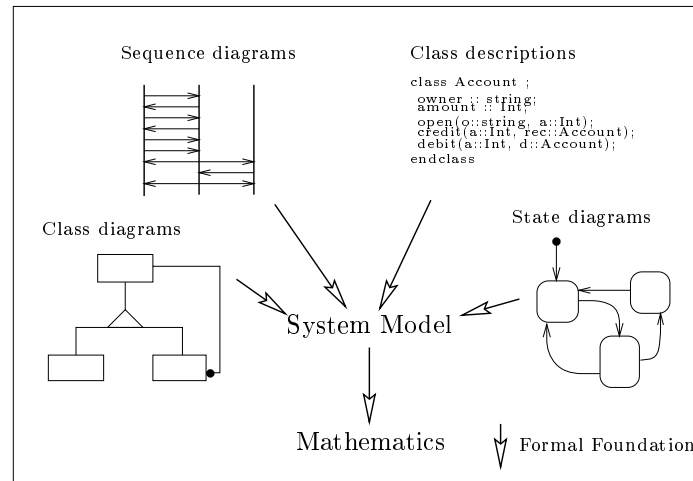 Sequence diagrams
Class descriptions
class Account ;
owner :: string;
amount :: Int;
open(o::string, a::Int);
credit(a::Int, rec::Account);
debit(a::Int, d::Account);
endclass
Class diagrams
State diagrams
System Model
Mathematics
Formal Foundation